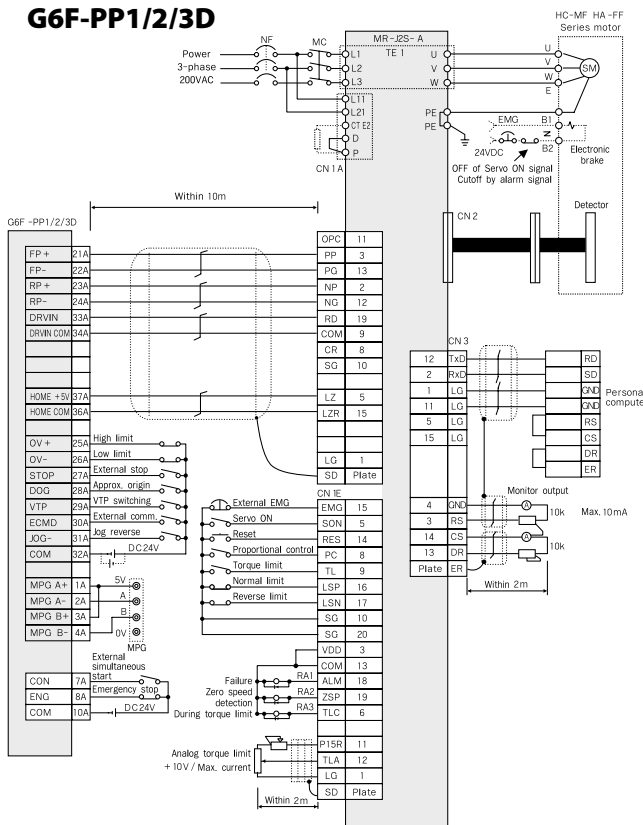 G6F-PP1/2/3D
HC-MF HA-FF
Series motor
NF
MC
MR-J2S- A
TE 1
Power
3-phase
200VAC
L1
L2
L3
L11
L21
CT E2
D
P
CN 1A
U
V
W
PE
PE
U
V
W
E
SM
EMG
B1
24VDC
B2
Electronic
brake
OFF of Servo ON signal
Cutoff by alarm signal
Detector
CN 2
Within 10m
G6F -PP1/2/3D
FP + 21A
FP- 22A
RP + 23A
RP- 24A
DRVIN 33A
DRVIN COM 34A
HOME +5V 37A
HOME COM 36A
OV + 25A High limit
OV- 26A Low limit
STOP 27A External stop
DOG 28A Approx. origin
VTP 29A VTP switching
ECMD 30A External comm.
JOG- 31A Jog reverse
COM 32A DC24V
MPG A+ 1A 5V
MPG A- 2A A
MPG B+ 3A B
MPG B- 4A 0V
MPG
External
simultaneous
start
CON 7A
Emergency stop
ENG 8A
COM 10A DC24V
OPC 11
PP 3
PG 13
NP 2
NG 12
RD 19
COM 9
CR 8
SG 10
LZ 5
LZR 15
LG 1
SD Plate
CN 1E
External EMG EMG 15
Servo ON SON 5
Reset RES 14
Proportional control PC 8
Torque limit TL 9
Normal limit LSP 16
Reverse limit LSN 17
SG 10
SG 20
VDD 3
COM 13
Failure RA1 ALM 18
Zero speed
detection RA2 ZSP 19
During torque limit RA3 TLC 6
Analog torque limit
+10V / Max. current
P15R 11
TLA 12
LG 1
SD Plate
Within 2m
CN 3
12 TxD RD
2 RxD SD
1 LG GND
11 LG GND
5 LG RS
15 LG CS
DR
ER
Persona
compute
Monitor output
4 GND A 10k Max. 10mA
3 RS
14 CS A 10k
13 DR
Plate ER
Within 2m